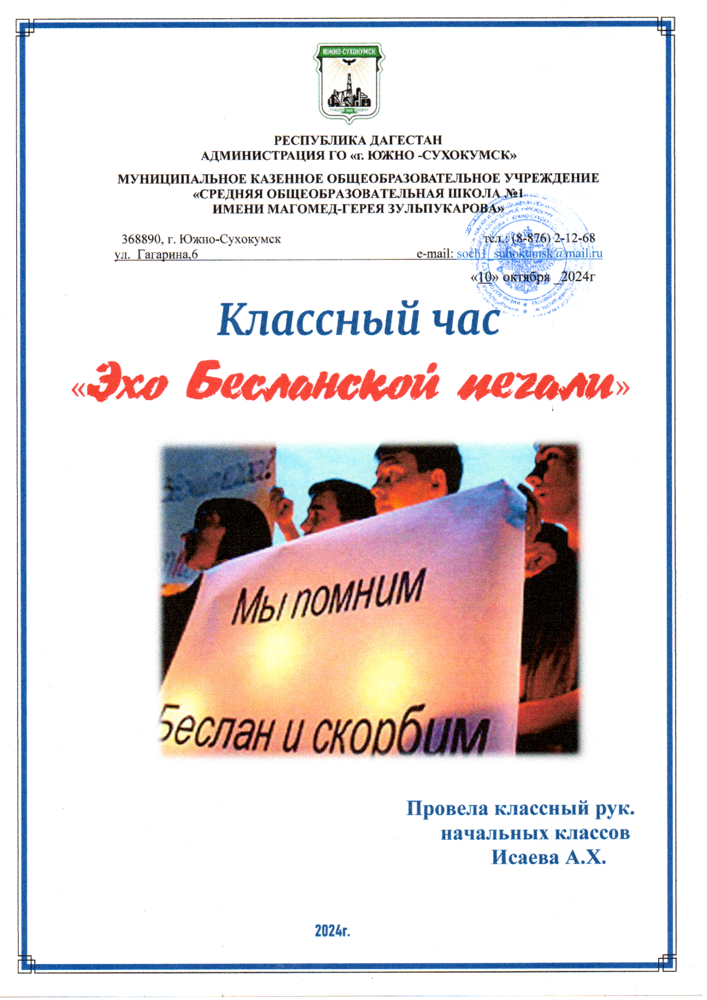 ЮЖНО-СУХОКУМСК
РЕСПУБЛИКА ДАГЕСТАН
АДМИНИСТРАЦИЯ ГО «г. ЮЖНО -СУХОКУМСК»
МУНИЦИПАЛЬНОЕ КАЗЕННОЕ ОБЩЕОБРАЗОВАТЕЛЬНОЕ УЧРЕЖДЕНИЕ
«СРЕДНЯЯ ОБЩЕОБРАЗОВАТЕЛЬНАЯ ШКОЛА №1
ИМЕНИ МАГОМЕД-ГЕРЕЯ ЗУЛЬПУКАРОВА»
368890, г. Южно-Сухокумск тел.: (8-876) 2-12-68
ул. Гагарина,6 e-mail: soch1_suhokumsk@mail.ru
«10» октября _2024г
Классный час
«Эхо Бесланской печали»
Мы помним
Беслан и скорбим
Провела классный рук.
начальных классов
Исаева А.Х.
2024г.